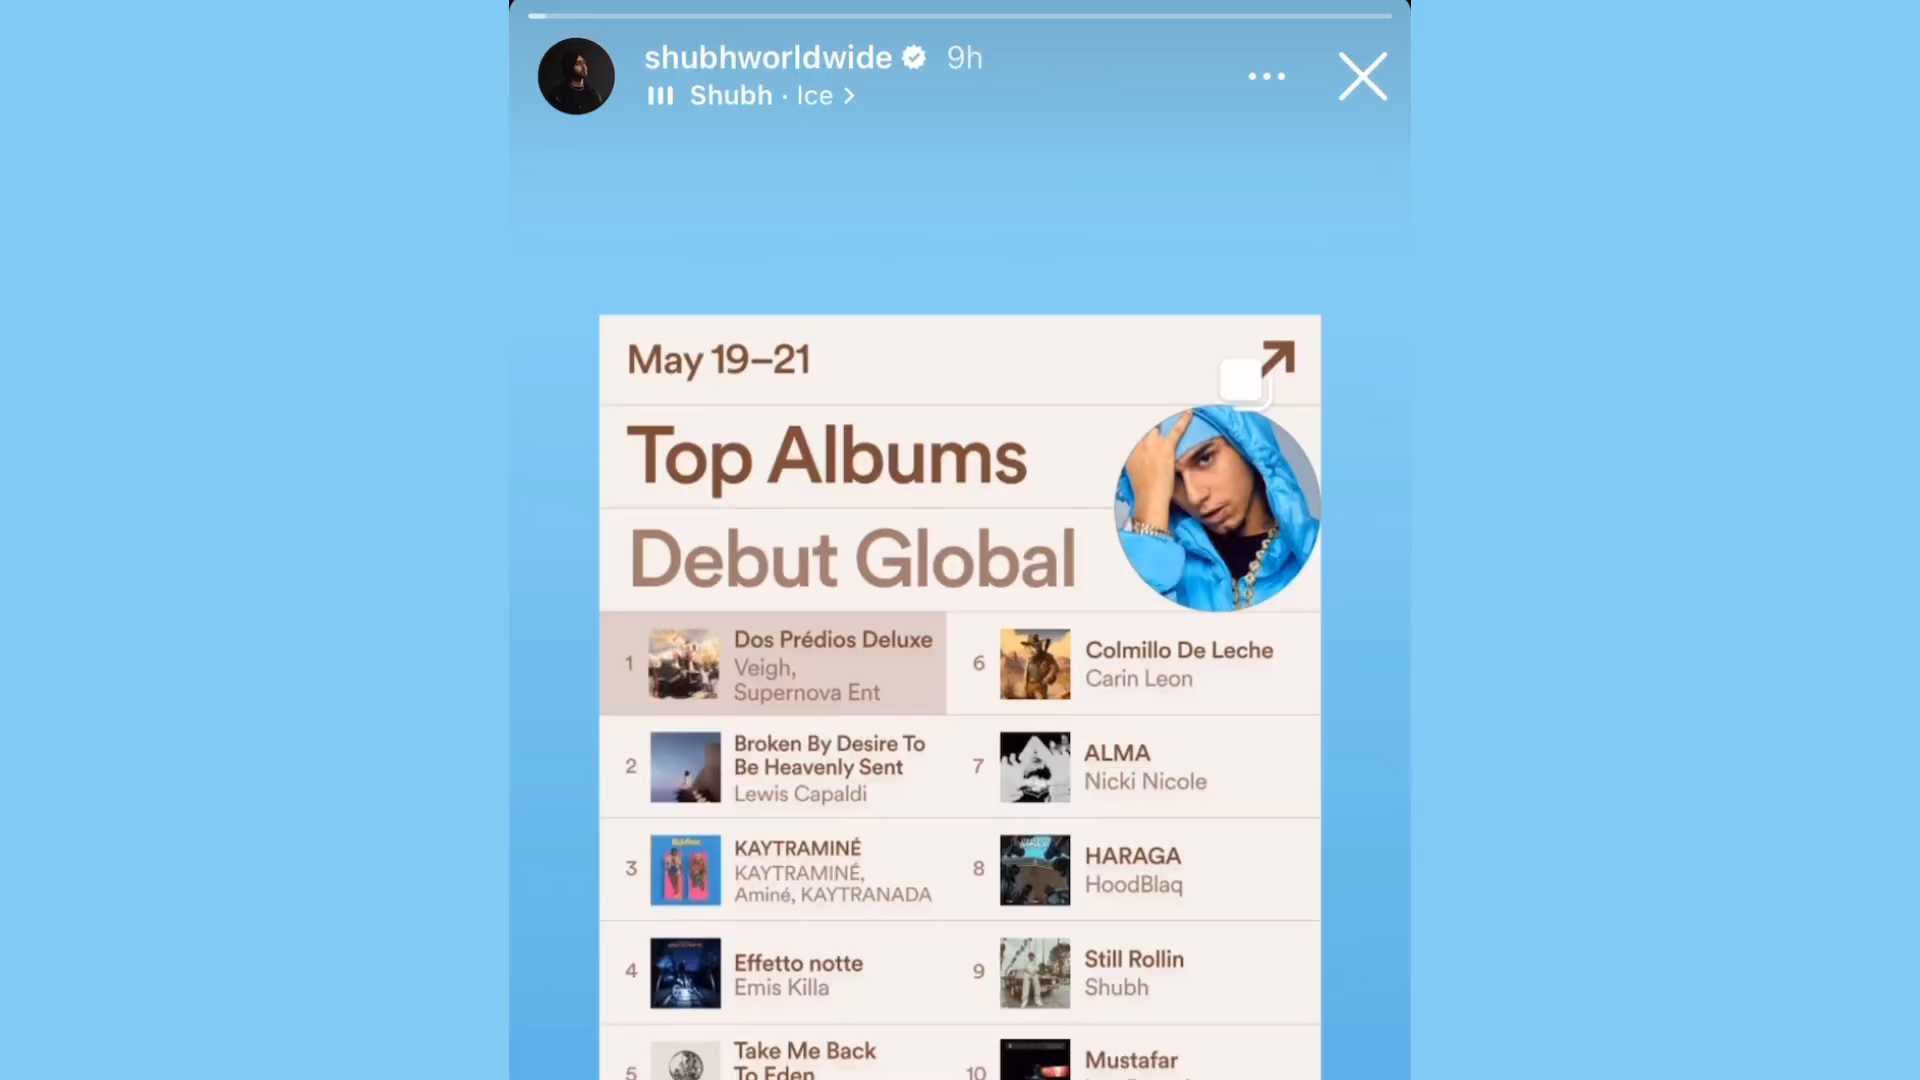 shubhworldwide 9h
Shubh · Ice >
May 19–21
Top Albums
Debut Global
1
Dos Prédios Deluxe
Veigh,
Supernova Ent
2
Broken By Desire To
Be Heavenly Sent
Lewis Capaldi
3
KAYTRAMINÉ
KAYTRAMINÉ,
Aminé, KAYTRANADA
4
Effetto notte
Emis Killa
5
Take Me Back
To Eden
6
Colmillo De Leche
Carin Leon
7
ALMA
Nicki Nicole
8
HARAGA
HoodBlaq
9
Still Rollin
Shubh
10
Mustafar